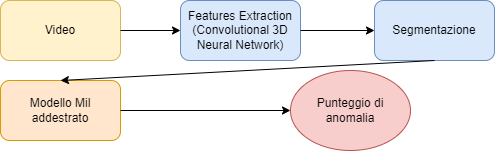 Video
Features Extraction
(Convolutional 3D
Neural Network)
Segmentazione
Modello Mil
addestrato
Punteggio di
anomalia